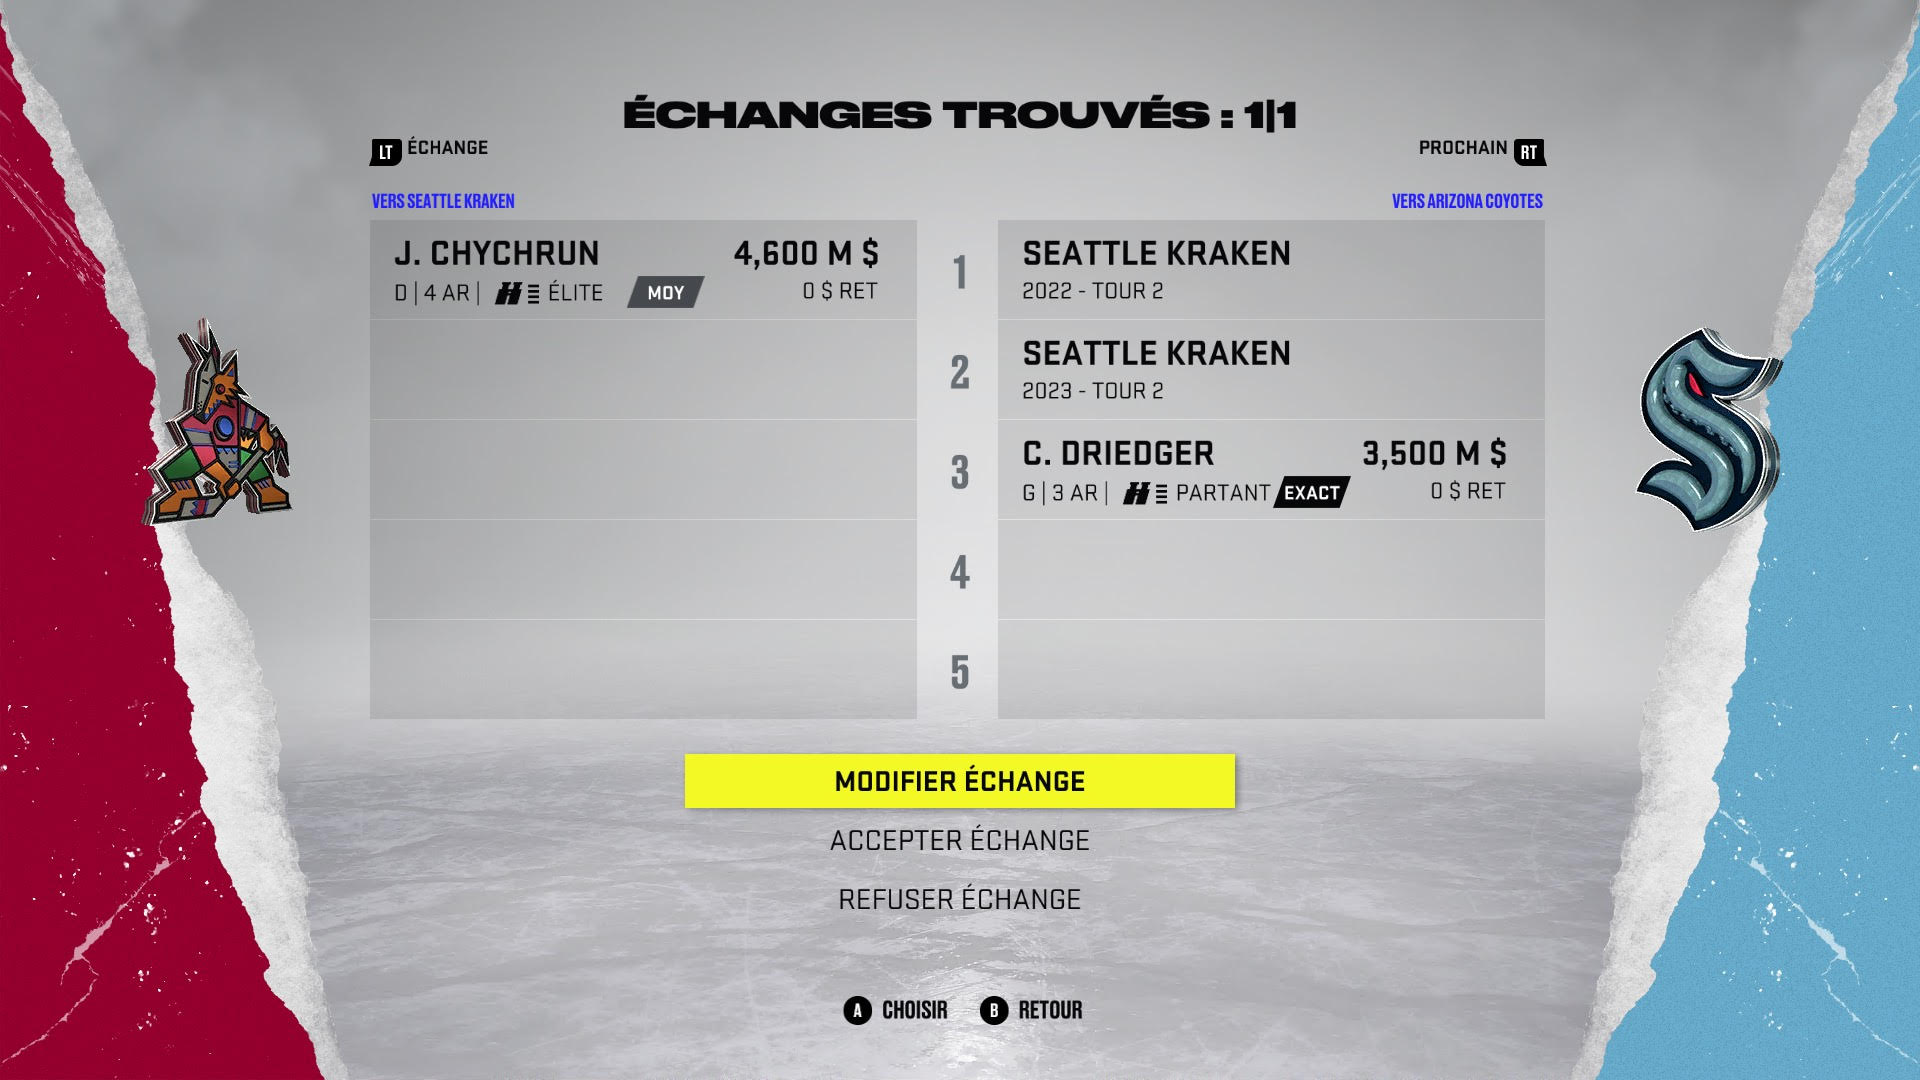 ÉCHANGES TROUVÉS : 1|1
LT ÉCHANGE
PROCHAIN RT
VERS SEATTLE KRAKEN
VERS ARIZONA COYOTES
J. CHYCHRUN 4,600 M $
D | 4 AR | ÉLITE MOY 0 $ RET
1
SEATTLE KRAKEN
2022 - TOUR 2
2
SEATTLE KRAKEN
2023 - TOUR 2
3
C. DRIEDGER 3,500 M $
G | 3 AR | PARTANT EXACT 0 $ RET
4
5
MODIFIER ÉCHANGE
ACCEPTER ÉCHANGE
REFUSER ÉCHANGE
A CHOISIR B RETOUR